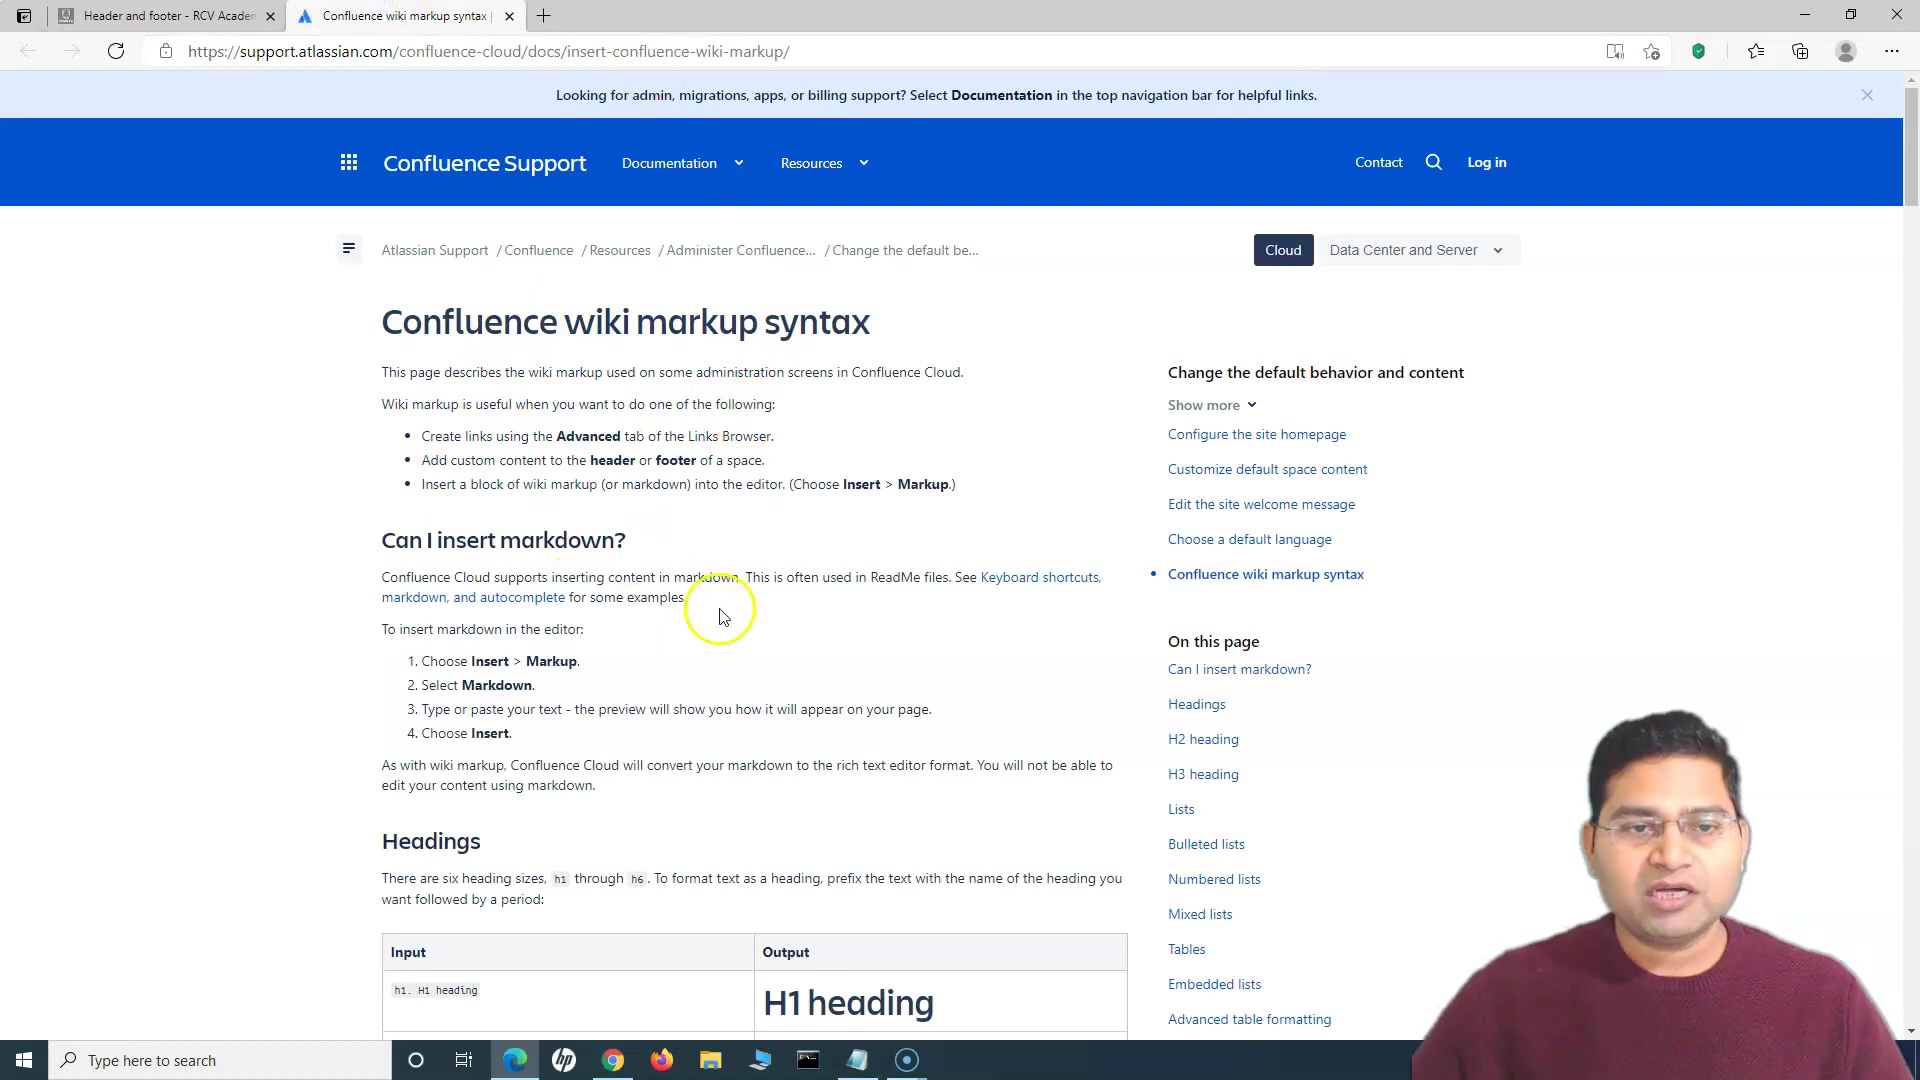 Header and footer - RCV Academ
Confluence wiki markup syntax |
https://support.atlassian.com/confluence-cloud/docs/insert-confluence-wiki-markup/
Looking for admin, migrations, apps, or billing support? Select Documentation in the top navigation bar for helpful links.
Confluence Support
Documentation
Resources
Contact
Log in
Atlassian Support / Confluence / Resources / Administer Confluence... / Change the default be...
Cloud
Data Center and Server
Confluence wiki markup syntax
This page describes the wiki markup used on some administration screens in Confluence Cloud.
Wiki markup is useful when you want to do one of the following:
• Create links using the Advanced tab of the Links Browser.
• Add custom content to the header or footer of a space.
• Insert a block of wiki markup (or markdown) into the editor. (Choose Insert > Markup.)
Can I insert markdown?
Confluence Cloud supports inserting content in markdown. This is often used in ReadMe files. See Keyboard shortcuts,
markdown, and autocomplete for some examples.
To insert markdown in the editor:
1. Choose Insert > Markup.
2. Select Markdown.
3. Type or paste your text - the preview will show you how it will appear on your page.
4. Choose Insert.
As with wiki markup, Confluence Cloud will convert your markdown to the rich text editor format. You will not be able to
edit your content using markdown.
Headings
There are six heading sizes, h1 through h6. To format text as a heading, prefix the text with the name of the heading you
want followed by a period:
Input
Output
h1. H1 heading
H1 heading
Change the default behavior and content
Show more
Configure the site homepage
Customize default space content
Edit the site welcome message
Choose a default language
• Confluence wiki markup syntax
On this page
Can I insert markdown?
Headings
H2 heading
H3 heading
Lists
Bulleted lists
Numbered lists
Mixed lists
Tables
Embedded lists
Advanced table formatting
Type here to search
hp